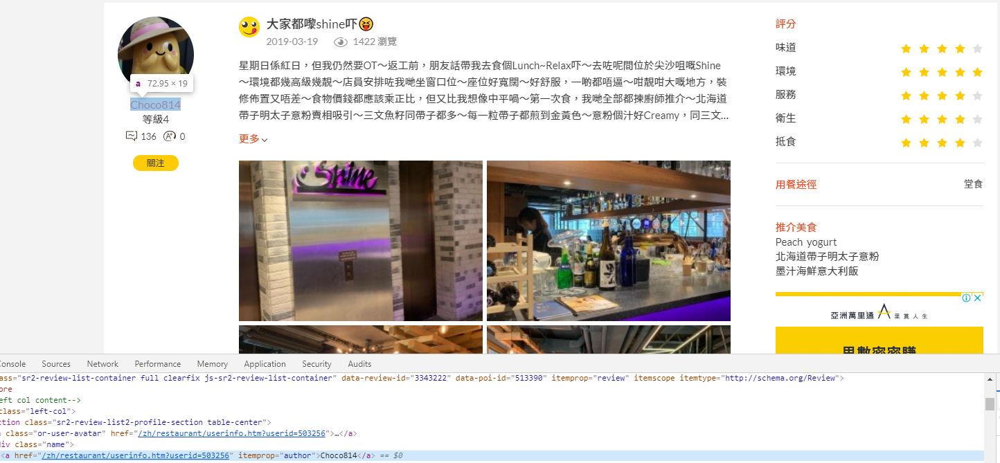 大家都嚟shine吓
2019-03-19 1422 瀏覽
星期日係紅日，但我仍然要OT～返工前，朋友話帶我去食個Lunch~Relax吓～去咗呢間位於尖沙咀嘅Shine
～環境都幾高級幾靚～店員安排咗我哋坐窗口位～座位好寬闊～好舒服，一啲都唔逼～咁靚咁大嘅地方，裝
修佈置又唔差～食物價錢都應該乘正比，但又比我想像中平喎～第一次食，我哋全部都揀廚師推介～北海道
帶子明太子意粉賣相吸引～三文魚籽同帶子都多～每一粒帶子都煎到金黃色～意粉個汁好Creamy，同三文...
更多
a 72.95 × 19
Choco814
等級4
136 0
關注
Shine
評分
味道
環境
服務
衛生
抵食
用餐途徑 堂食
推介美食
Peach yogurt
北海道帶子明太子意粉
墨汁海鮮意大利飯
亞洲萬里通 里賞人生
Console Sources Network Performance Memory Application Security Audits
ass="sr2-review-list-container full clearfix js-sr2-review-list-container" data-review-id="3343222" data-poi-id="513390" itemprop="review" itemscope itemtype="http://schema.org/Review">
ore
eft col content-->
class="left-col">
ction class="sr2-review-list2-profile-section table-center">
a class="or-user-avatar" href="/zh/restaurant/userinfo.htm?userid=503256">…</a>
div class="name">
<a href="/zh/restaurant/userinfo.htm?userid=503256" itemprop="author">Choco814</a> == $0